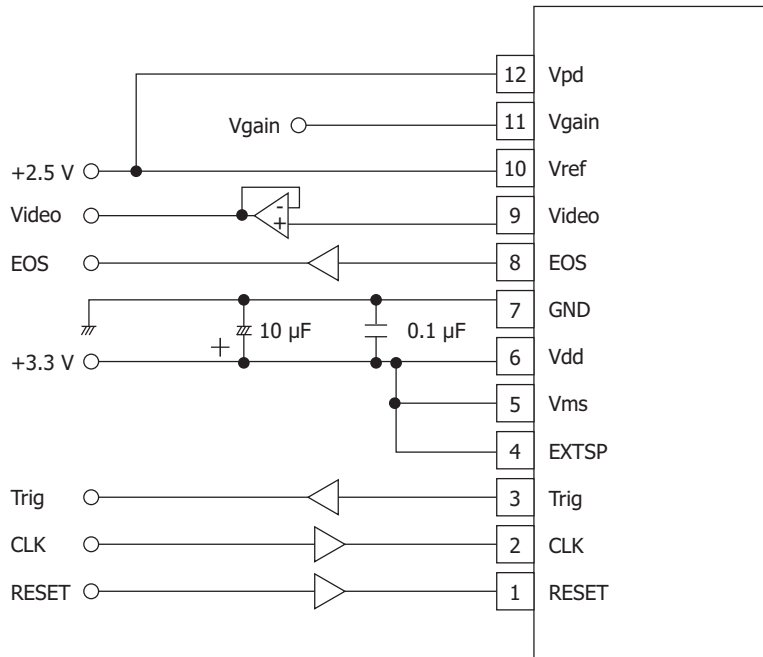 12 Vpd
Vgain 11 Vgain
+2.5 V 10 Vref
Video - + 9 Video
EOS 8 EOS
7 GND
+ 10 µF 0.1 µF
+3.3 V 6 Vdd
5 Vms
4 EXTSP
Trig 3 Trig
CLK 2 CLK
RESET 1 RESET